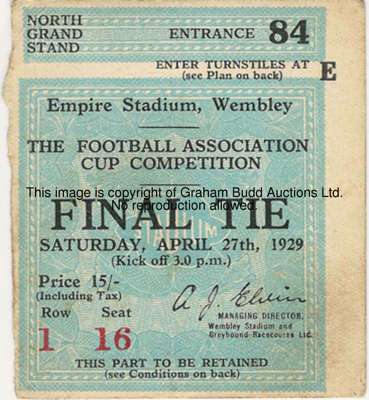 NORTH
GRAND
STAND
ENTRANCE 84
ENTER TURNSTILES AT
(see Plan on back)
E
Empire Stadium, Wembley
THE FOOTBALL ASSOCIATION
CUP COMPETITION
This image is copyright of Graham Budd Auctions Ltd.
No reproduction allowed
FINAL TIE
SATURDAY, APRIL 27th, 1929
(Kick off 3.0 p.m.)
Price 15/-
(Including Tax)
Row Seat
1 16
A. J. Elvin
MANAGING DIRECTOR,
Wembley Stadium and
Greyhound Racecourse Ltd.
THIS PART TO BE RETAINED
(see Conditions on back)